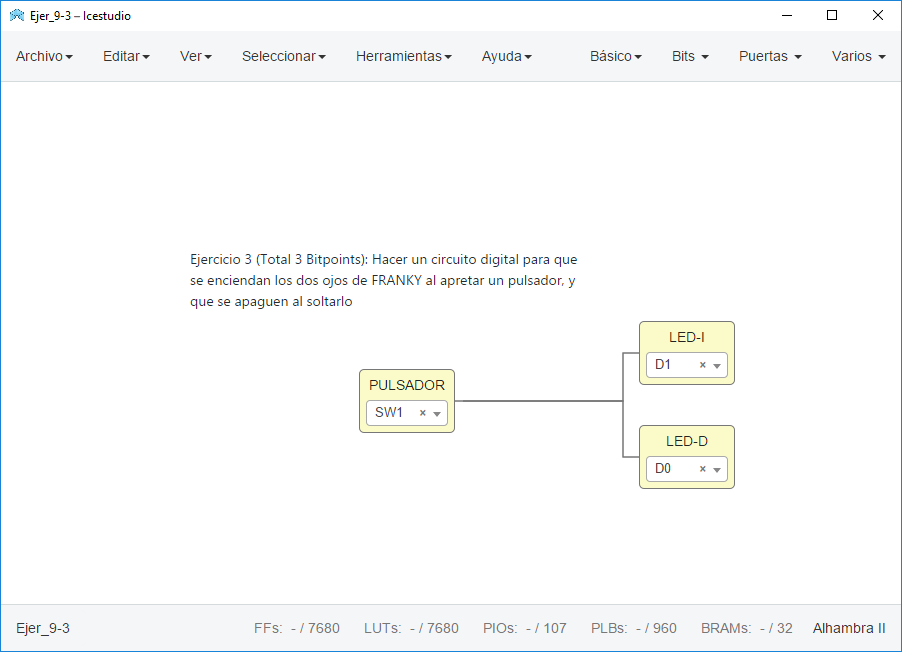 Ejer_9-3 – Icestudio
Archivo Editar Ver Seleccionar Herramientas Ayuda Básico Bits Puertas Varios
Ejercicio 3 (Total 3 Bitpoints): Hacer un circuito digital para que
se enciendan los dos ojos de FRANKY al apretar un pulsador, y
que se apaguen al soltarlo
LED-I
D1 ×
PULSADOR
SW1 ×
LED-D
D0 ×
Ejer_9-3 FFs: - / 7680 LUTs: - / 7680 PIOs: - / 107 PLBs: - / 960 BRAMs: - / 32 Alhambra II